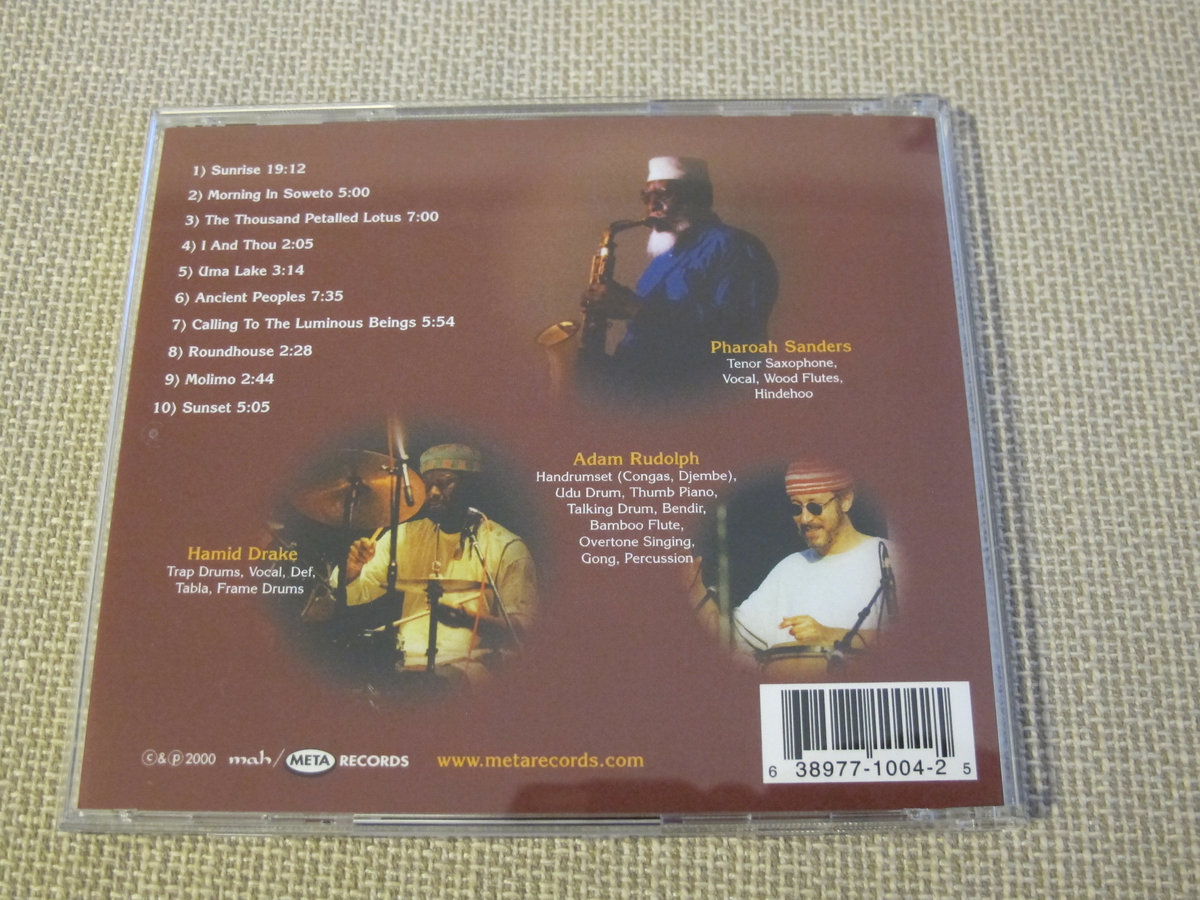 1) Sunrise 19:12
2) Morning In Soweto 5:00
3) The Thousand Petalled Lotus 7:00
4) I And Thou 2:05
5) Uma Lake 3:14
6) Ancient Peoples 7:35
7) Calling To The Luminous Beings 5:54
8) Roundhouse 2:28
9) Molimo 2:44
10) Sunset 5:05
Pharoah Sanders
Tenor Saxophone,
Vocal, Wood Flutes,
Hindehoo
Adam Rudolph
Handrumset (Congas, Djembe),
Udu Drum, Thumb Piano,
Talking Drum, Bendir,
Bamboo Flute,
Overtone Singing,
Gong, Percussion
Hamid Drake
Trap Drums, Vocal, Def,
Tabla, Frame Drums
©&℗ 2000 mah/META RECORDS www.metarecords.com
6 38977-1004-2 5